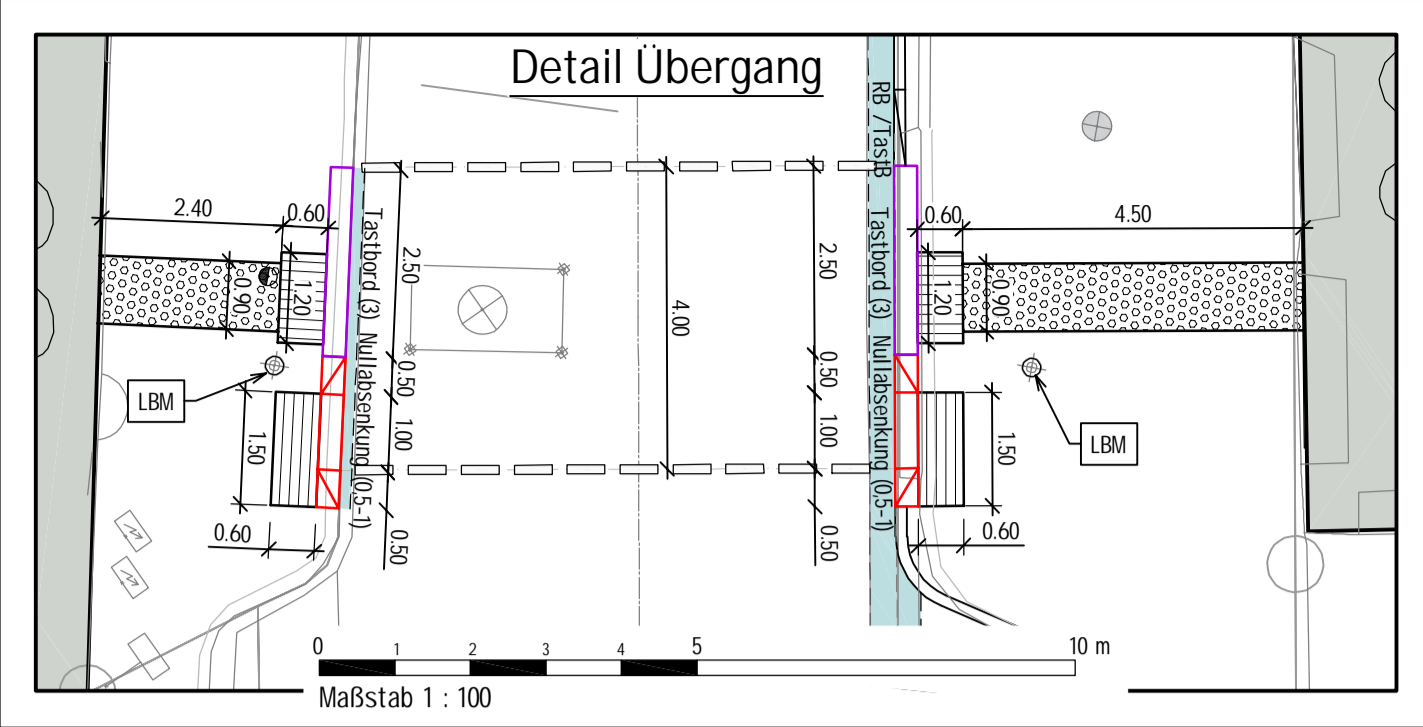 Detail Übergang
RB /TastB
2.40
0.60
0.60
4.50
Tastbord (3)
Nullabsenkung (0,5-1)
Tastbord (3)
Nullabsenkung (0,5-1)
2.50
2.50
4.00
0.90
1.20
1.20
0.90
0.50
0.50
LBM
LBM
1.50
1.00
1.00
1.50
0.60
0.50
0.50
0.60
0
1
2
3
4
5
10 m
Maßstab 1 : 100